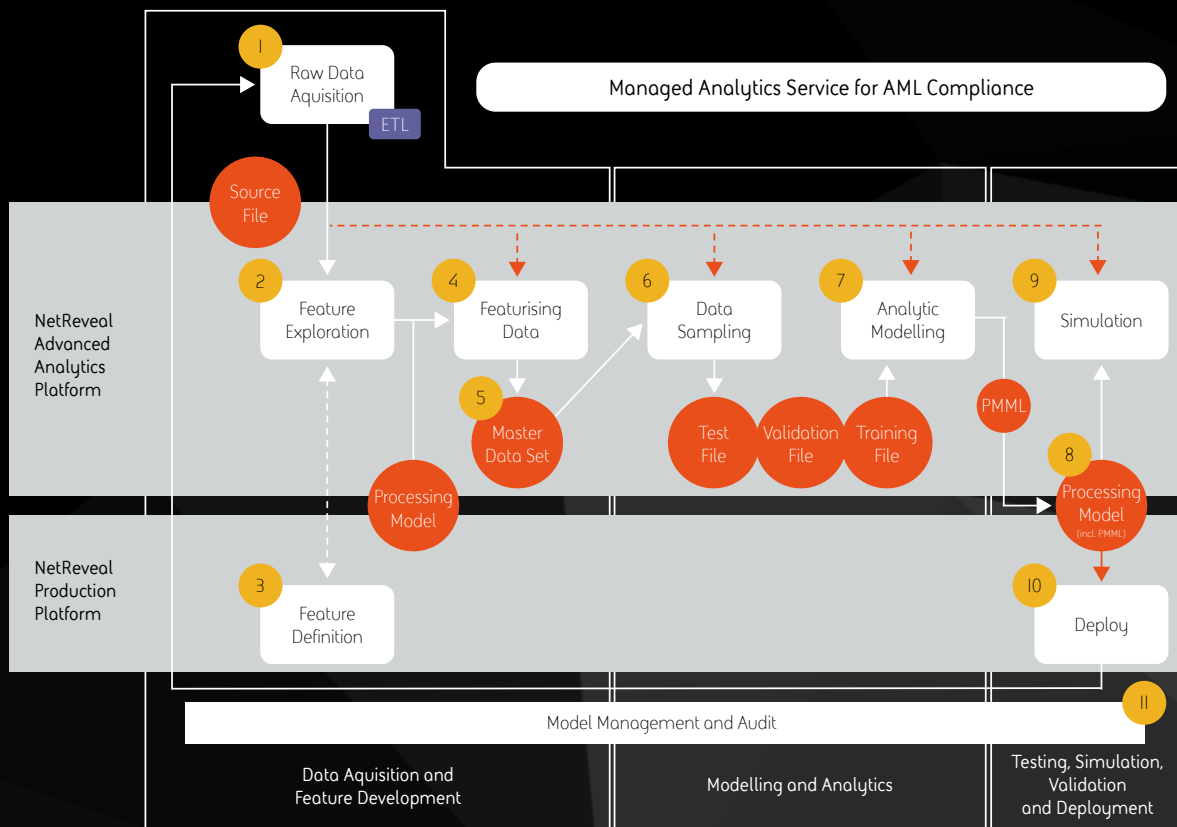 1
Raw Data
Aquisition
ETL
Managed Analytics Service for AML Compliance
Source
File
NetReveal
Advanced
Analytics
Platform
2
Feature
Exploration
4
Featurising
Data
5
Master
Data Set
Processing
Model
6
Data
Sampling
Test
File
Validation
File
Training
File
7
Analytic
Modelling
PMML
8
Processing
Model
(incl. PMML)
9
Simulation
NetReveal
Production
Platform
3
Feature
Definition
10
Deploy
11
Model Management and Audit
Data Aquisition and
Feature Development
Modelling and Analytics
Testing, Simulation,
Validation
and Deployment